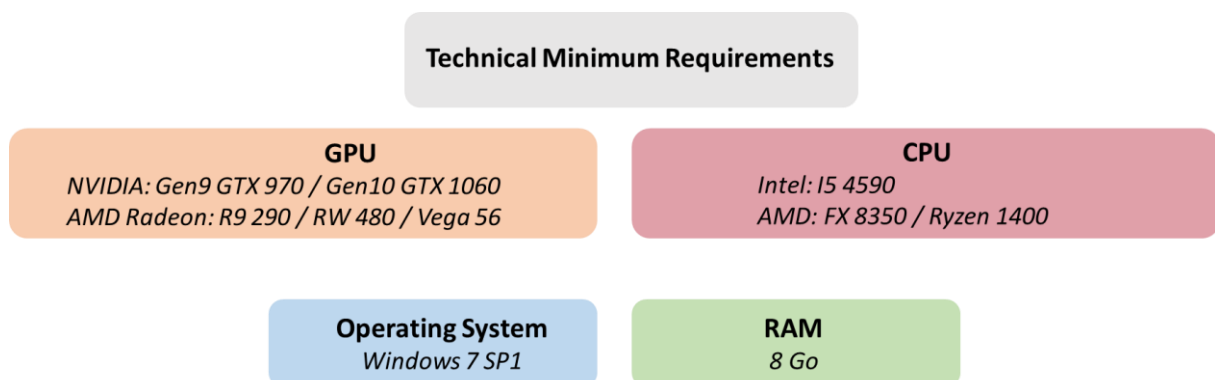 Technical Minimum Requirements
GPU
NVIDIA: Gen9 GTX 970 / Gen10 GTX 1060
AMD Radeon: R9 290 / RW 480 / Vega 56
CPU
Intel: I5 4590
AMD: FX 8350 / Ryzen 1400
Operating System
Windows 7 SP1
RAM
8 Go